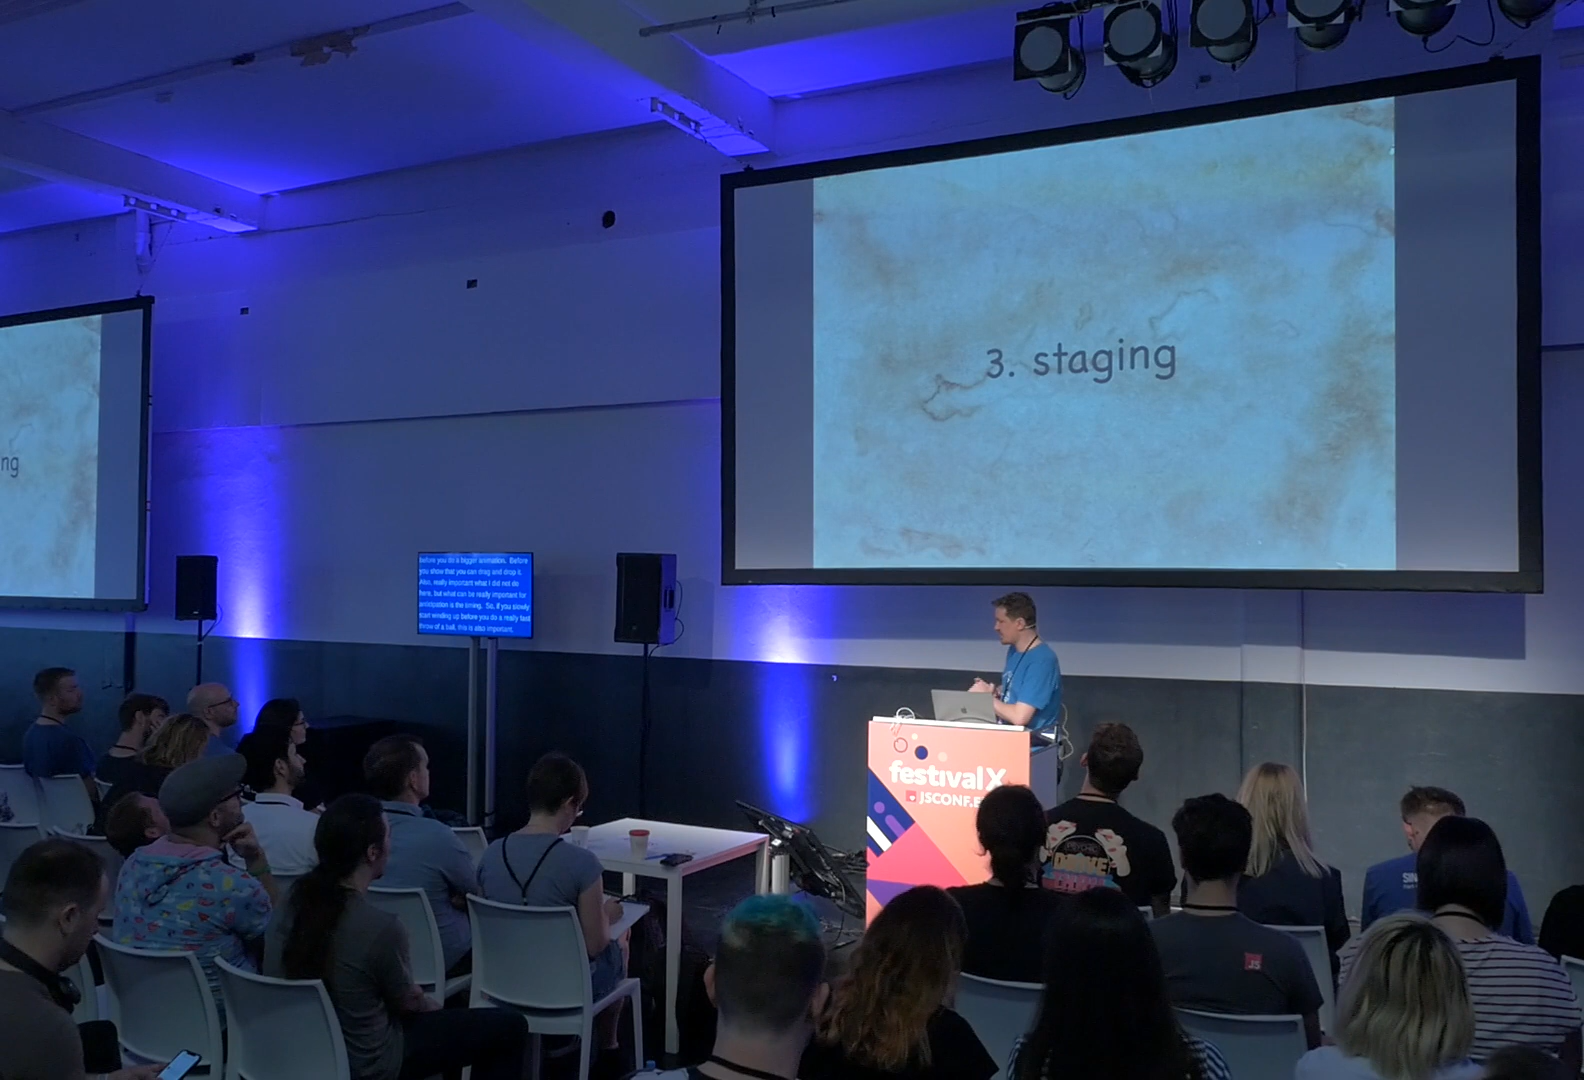 3. staging
ng
before you do a bigger animation. Before
you show that you can drag and drop it.
Also, really important what I did not do
here, but what can be really important for
anticipation is the timing. So, if you slowly
start winding up before you do a really fast
throw of a ball, this is also important.
festival X
JSCONF.E
JS